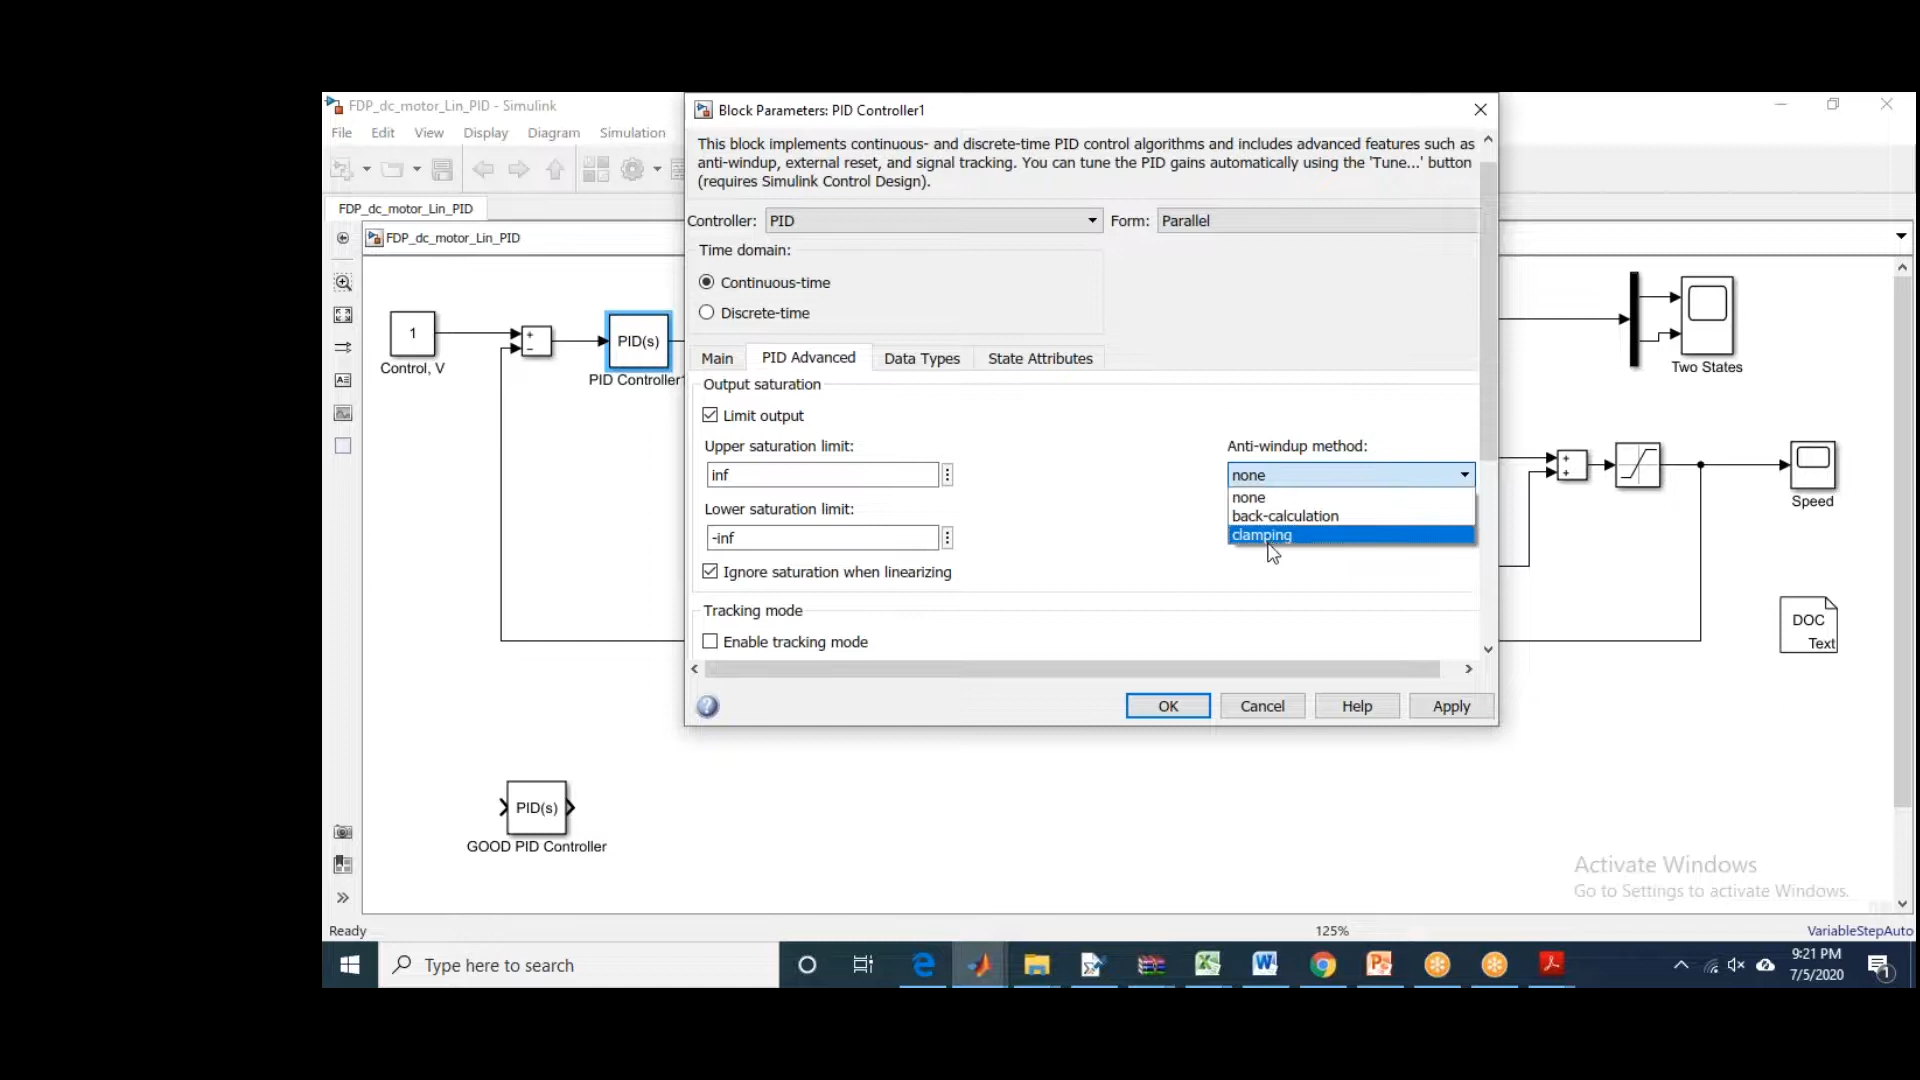 FDP_dc_motor_Lin_PID - Simulink
File Edit View Display Diagram Simulation
FDP_dc_motor_Lin_PID
FDP_dc_motor_Lin_PID
1
Control, V
+
−
PID(s)
PID Controller1
Block Parameters: PID Controller1
This block implements continuous- and discrete-time PID control algorithms and includes advanced features such as
anti-windup, external reset, and signal tracking. You can tune the PID gains automatically using the 'Tune...' button
(requires Simulink Control Design).
Controller: PID
Form: Parallel
Time domain:
Continuous-time
Discrete-time
Main PID Advanced Data Types State Attributes
Output saturation
Limit output
Upper saturation limit:
inf
Lower saturation limit:
-inf
Ignore saturation when linearizing
Anti-windup method:
none
none
back-calculation
clamping
Tracking mode
Enable tracking mode
OK Cancel Help Apply
Two States
+
+
Speed
DOC
Text
PID(s)
GOOD PID Controller
Activate Windows
Go to Settings to activate Windows.
Ready
125%
VariableStepAuto
Type here to search
9:21 PM
7/5/2020
1